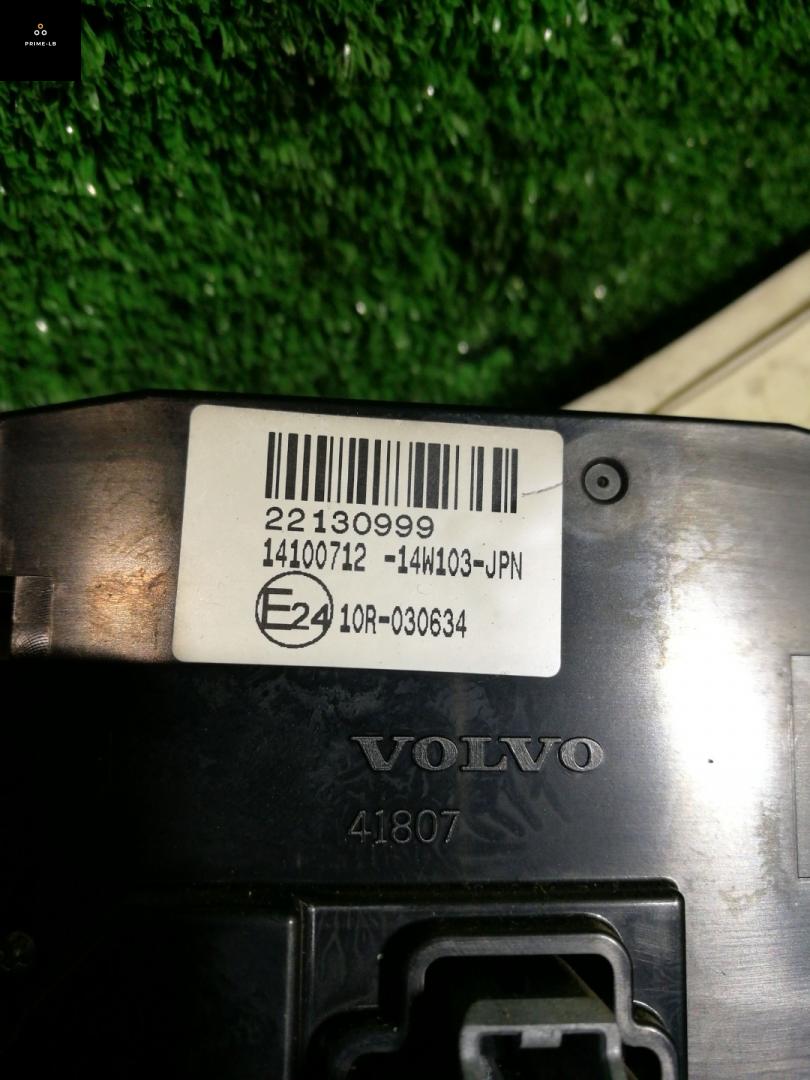 PRIME-LB
22130999
14100712 -14W103-JPN
E24 10R-030634
VOLVO
41807